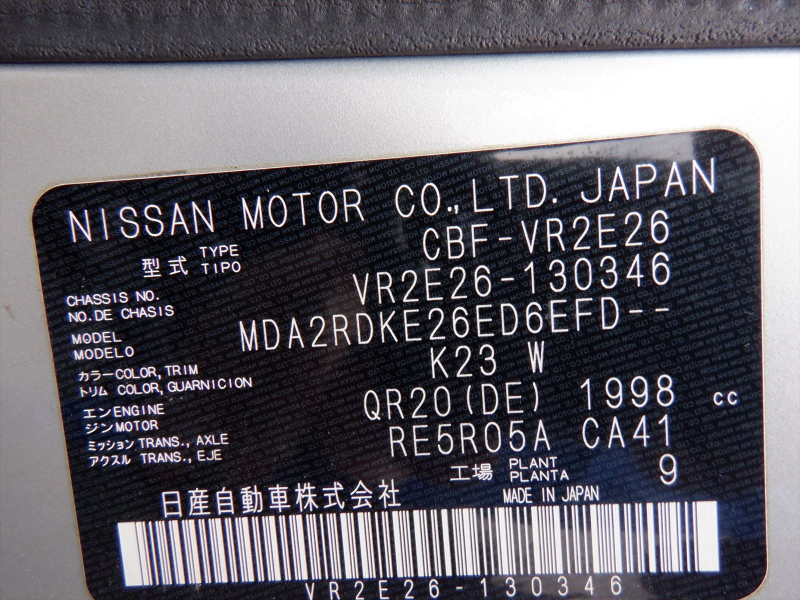 NISSAN MOTOR CO.,LTD. JAPAN
型式 TYPE TIPO CBF-VR2E26
CHASSIS NO. NO.DE CHASIS VR2E26-130346
MODEL MODELO MDA2RDKE26ED6EFD--
カラー トリム COLOR,TRIM COLOR,GUARNICION K23 W
エンジン ENGINE MOTOR QR20(DE) 1998 cc
ミッション アクスル TRANS., AXLE TRANS., EJE RE5R05A CA41
工場 PLANT PLANTA 9
日産自動車株式会社 MADE IN JAPAN
VR2E26-130346